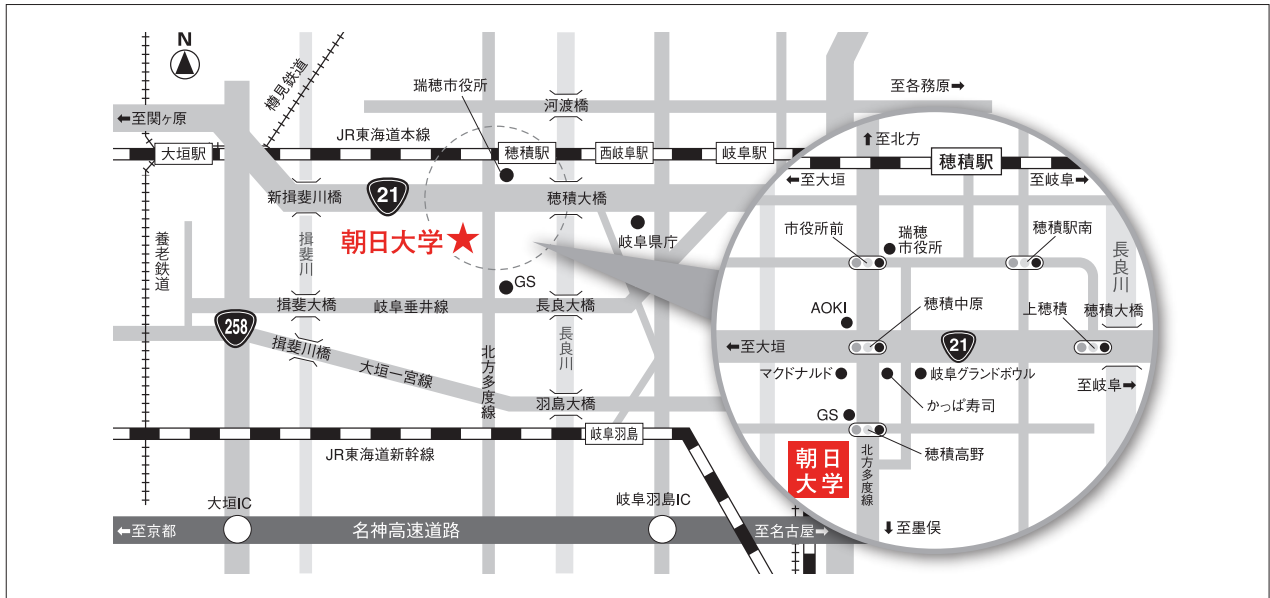 N
瑞穂市役所
樽見鉄道
河渡橋
至各務原➡
⬅至関ヶ原
JR東海道本線
大垣駅
穂積駅
西岐阜駅
岐阜駅
新揖斐川橋
21
穂積大橋
朝日大学
岐阜県庁
養老鉄道
揖斐川
GS
揖斐大橋
岐阜垂井線
長良大橋
258
揖斐川橋
大垣一宮線
北方多度線
長良川
羽島大橋
岐阜羽島
JR東海道新幹線
大垣IC
岐阜羽島IC
⬅至京都
名神高速道路
至名古屋➡
⬆至北方
穂積駅
⬅至大垣
至岐阜➡
市役所前
瑞穂
市役所
穂積駅南
長良川
AOKI
穂積中原
上穂積
穂積大橋
⬅至大垣
21
マクドナルド
岐阜グランドボウル
至岐阜➡
かっぱ寿司
GS
朝日
大学
北方多度線
穂積高野
⬇至墨俣